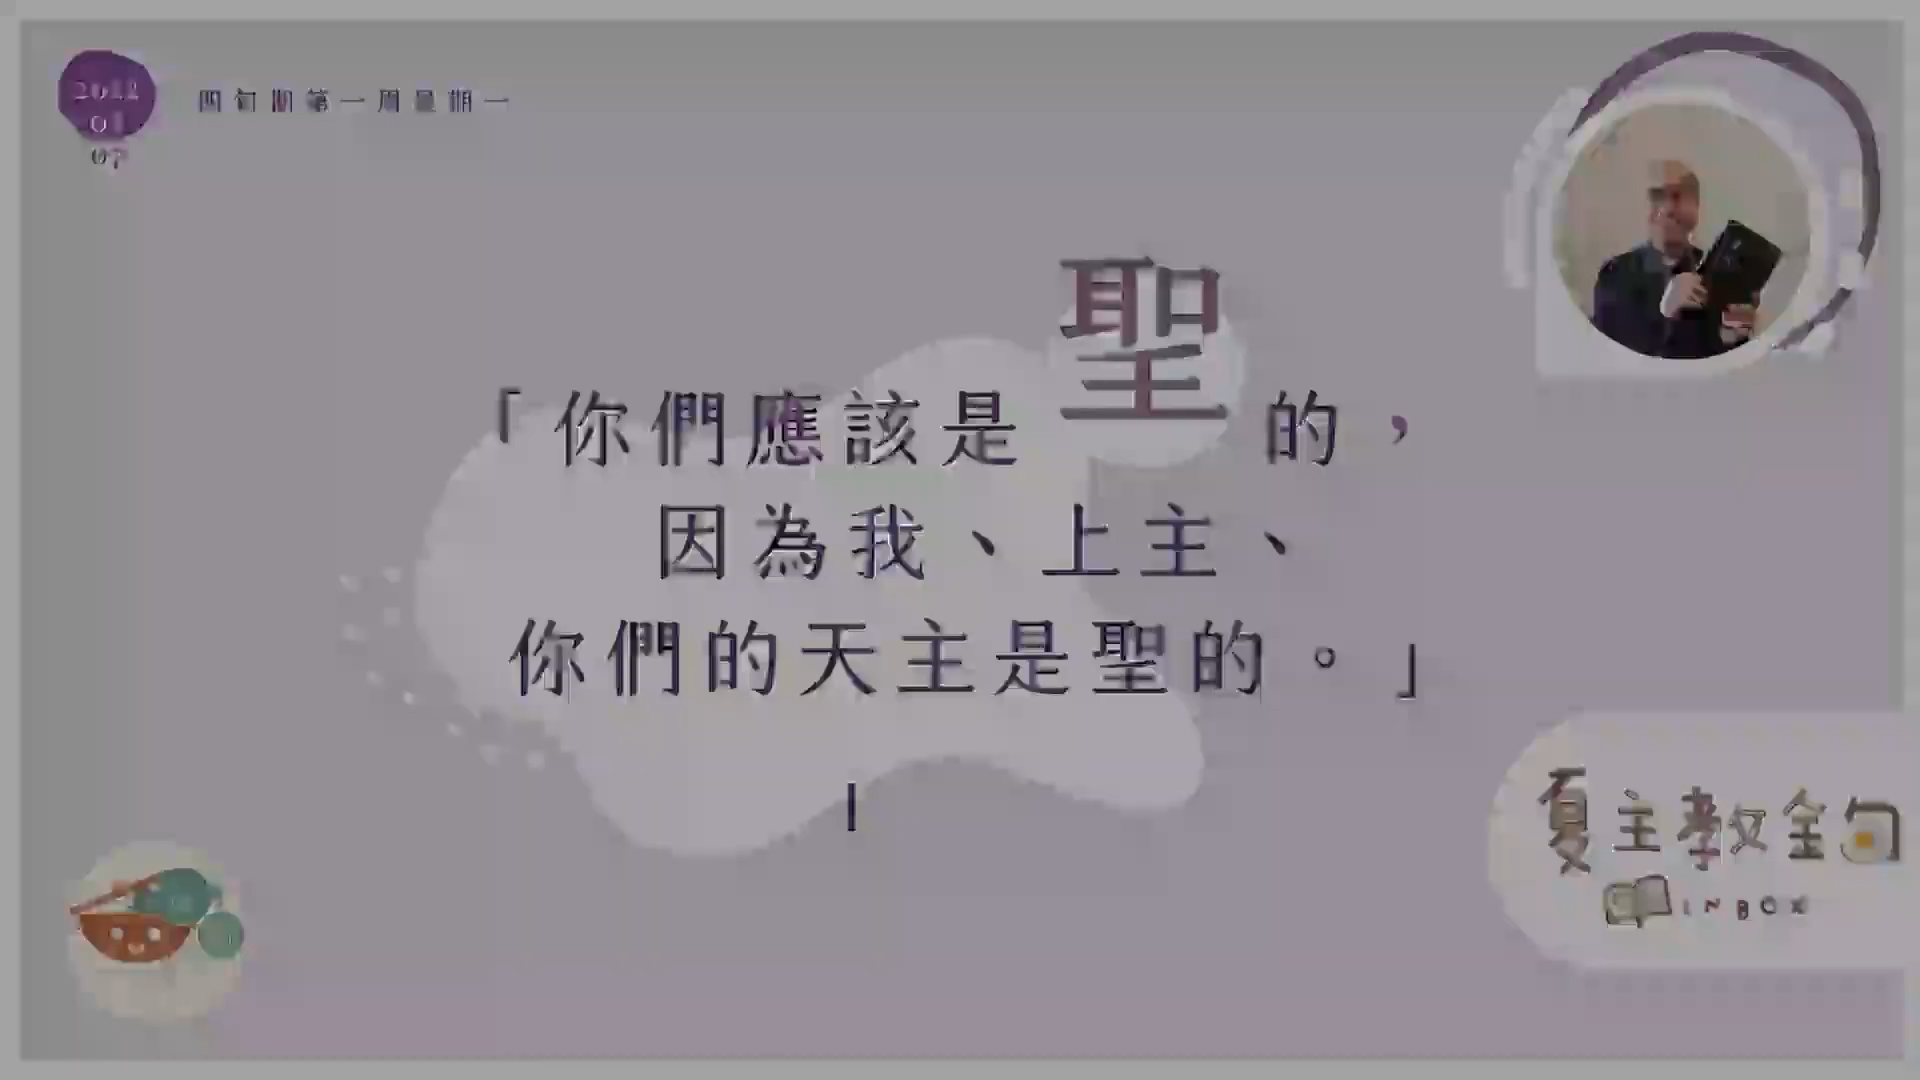 2022
07
四旬期第一周星期一
「你們應該是聖的，
因為我、上主、
你們的天主是聖的。」
夏主教金句
INBOX